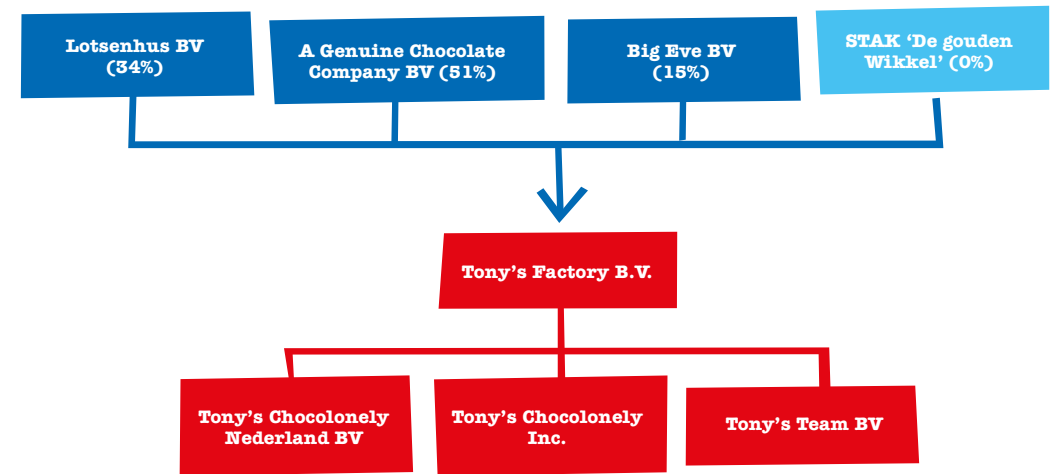 Lotsenhus BV
(34%)
A Genuine Chocolate
Company BV (51%)
Big Eve BV
(15%)
STAK ‘De gouden
Wikkel’ (0%)
Tony’s Factory B.V.
Tony’s Chocolonely
Nederland BV
Tony’s Chocolonely
Inc.
Tony’s Team BV